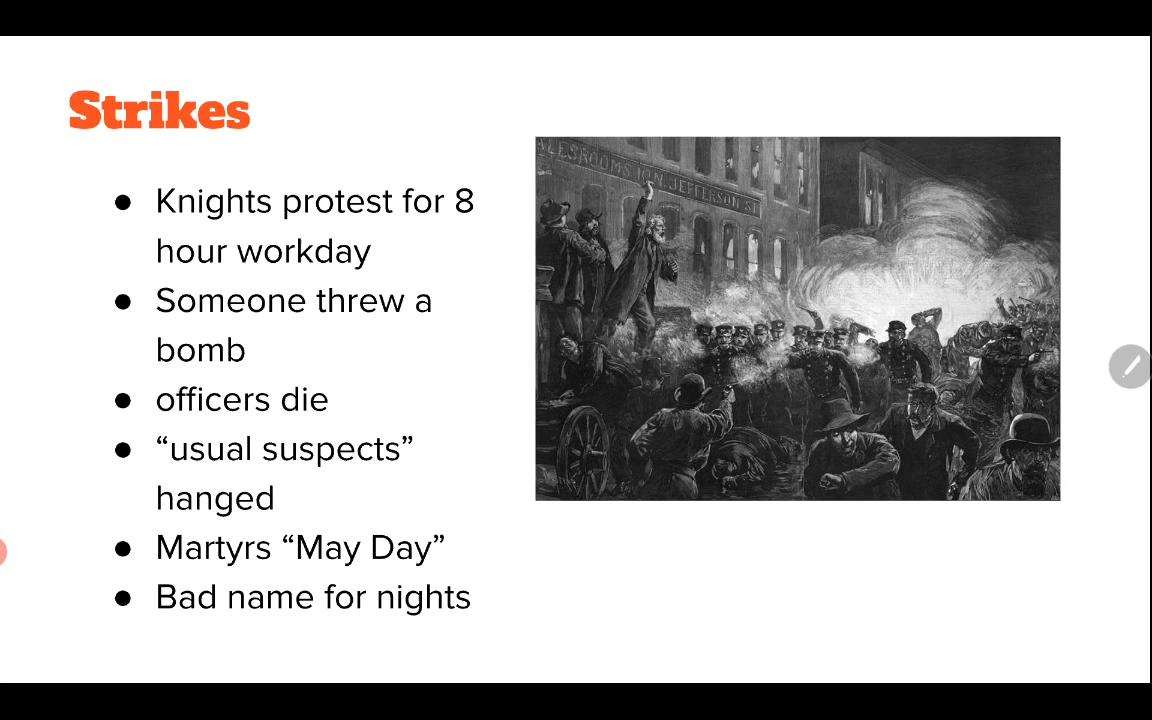 Strikes
● Knights protest for 8
hour workday
● Someone threw a
bomb
● officers die
● “usual suspects”
hanged
● Martyrs “May Day”
● Bad name for nights
ALESROOMS 10 N. JEFFERSON ST